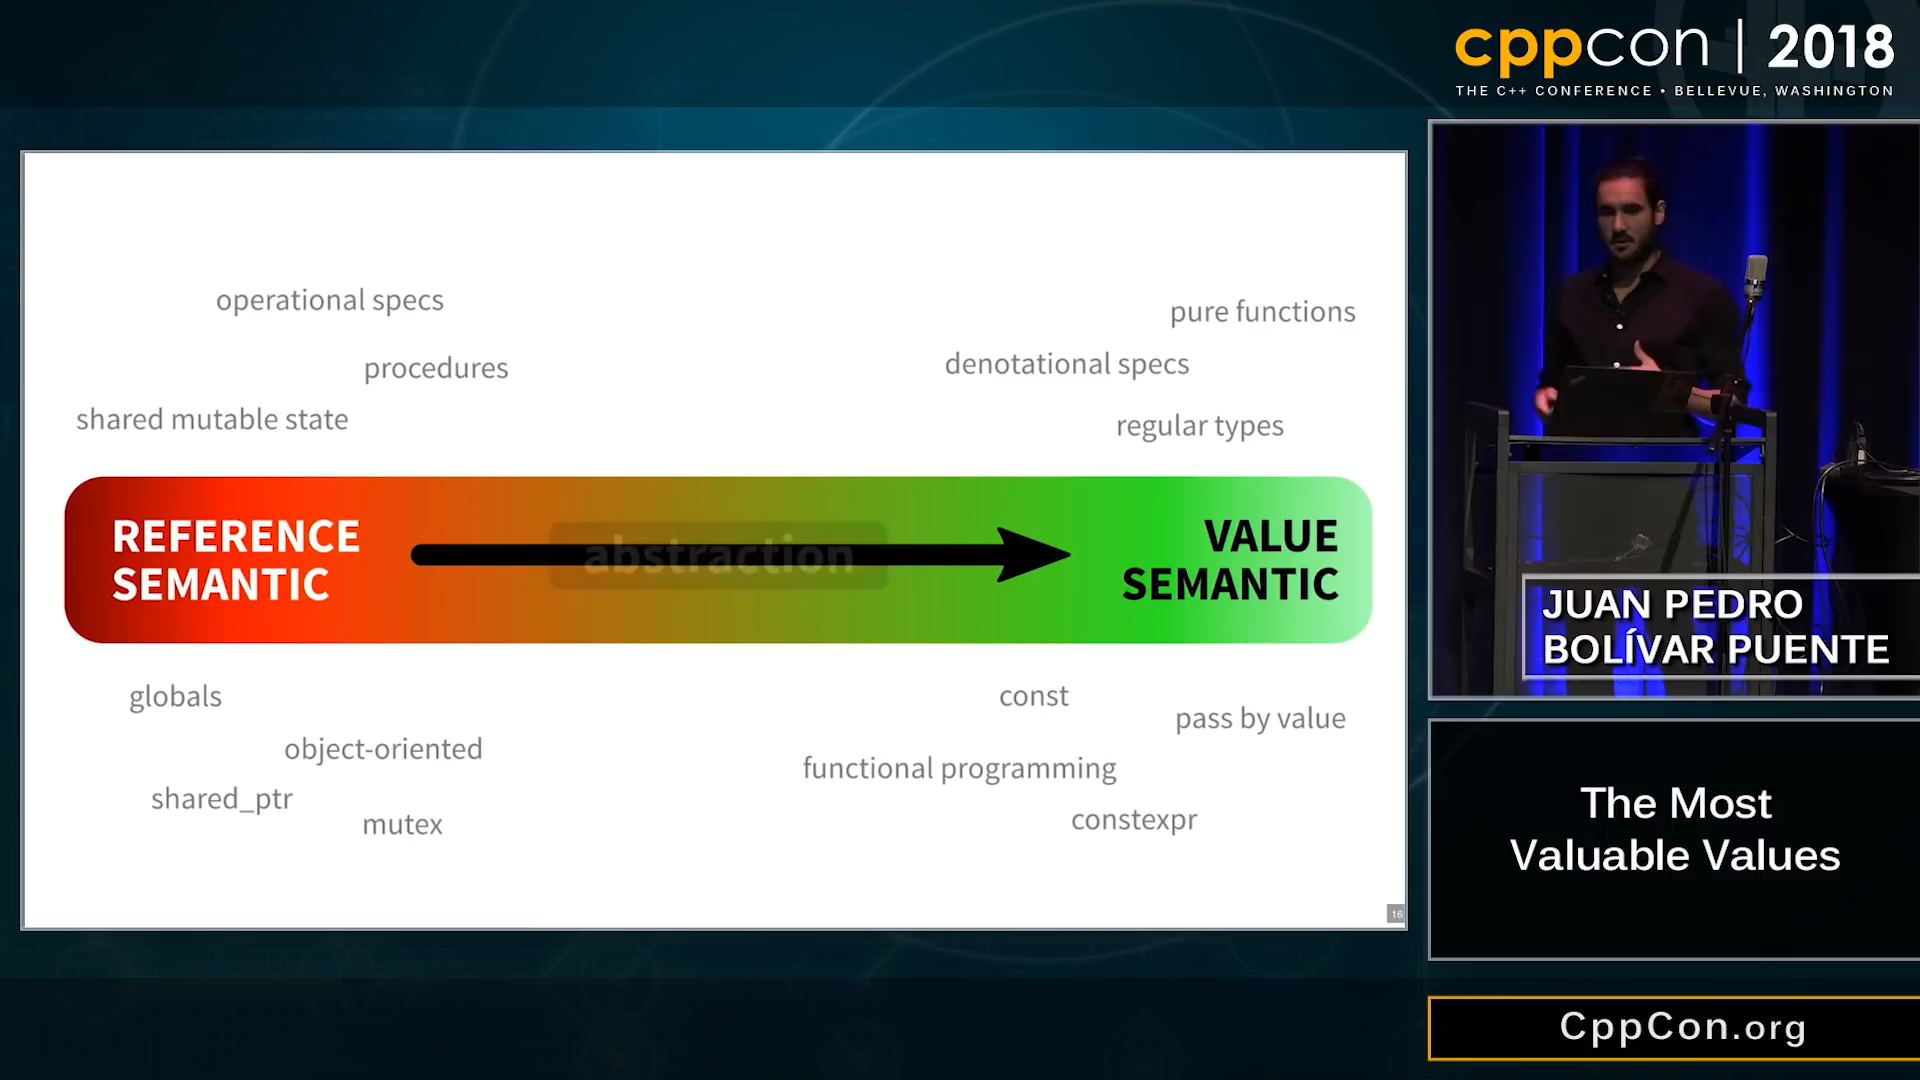 cppcon | 2018
THE C++ CONFERENCE • BELLEVUE, WASHINGTON
operational specs
pure functions
procedures
denotational specs
shared mutable state
regular types
REFERENCE
SEMANTIC
abstraction
VALUE
SEMANTIC
globals
const
pass by value
object-oriented
functional programming
shared_ptr
mutex
constexpr
16
JUAN PEDRO
BOLÍVAR PUENTE
The Most
Valuable Values
CppCon.org